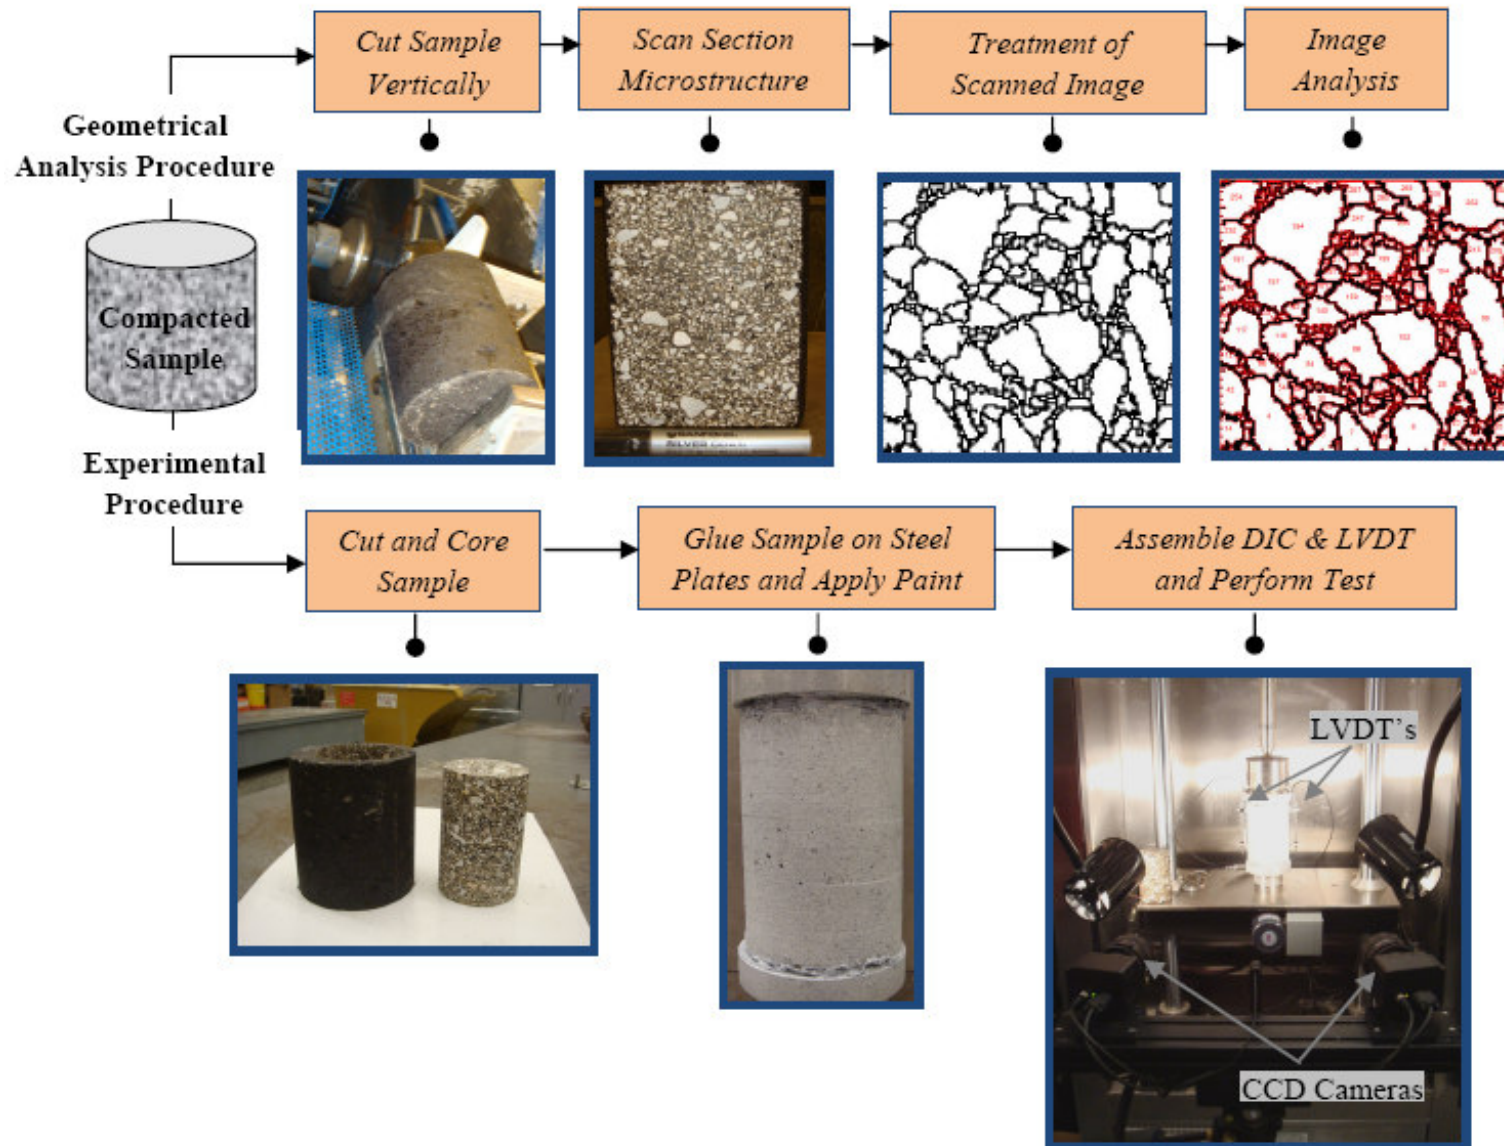 Cut Sample
Vertically
Scan Section
Microstructure
Treatment of
Scanned Image
Image
Analysis
Geometrical
Analysis Procedure
Compacted
Sample
SILVER
Experimental
Procedure
Cut and Core
Sample
Glue Sample on Steel
Plates and Apply Paint
Assemble DIC & LVDT
and Perform Test
LVDT's
CCD Cameras